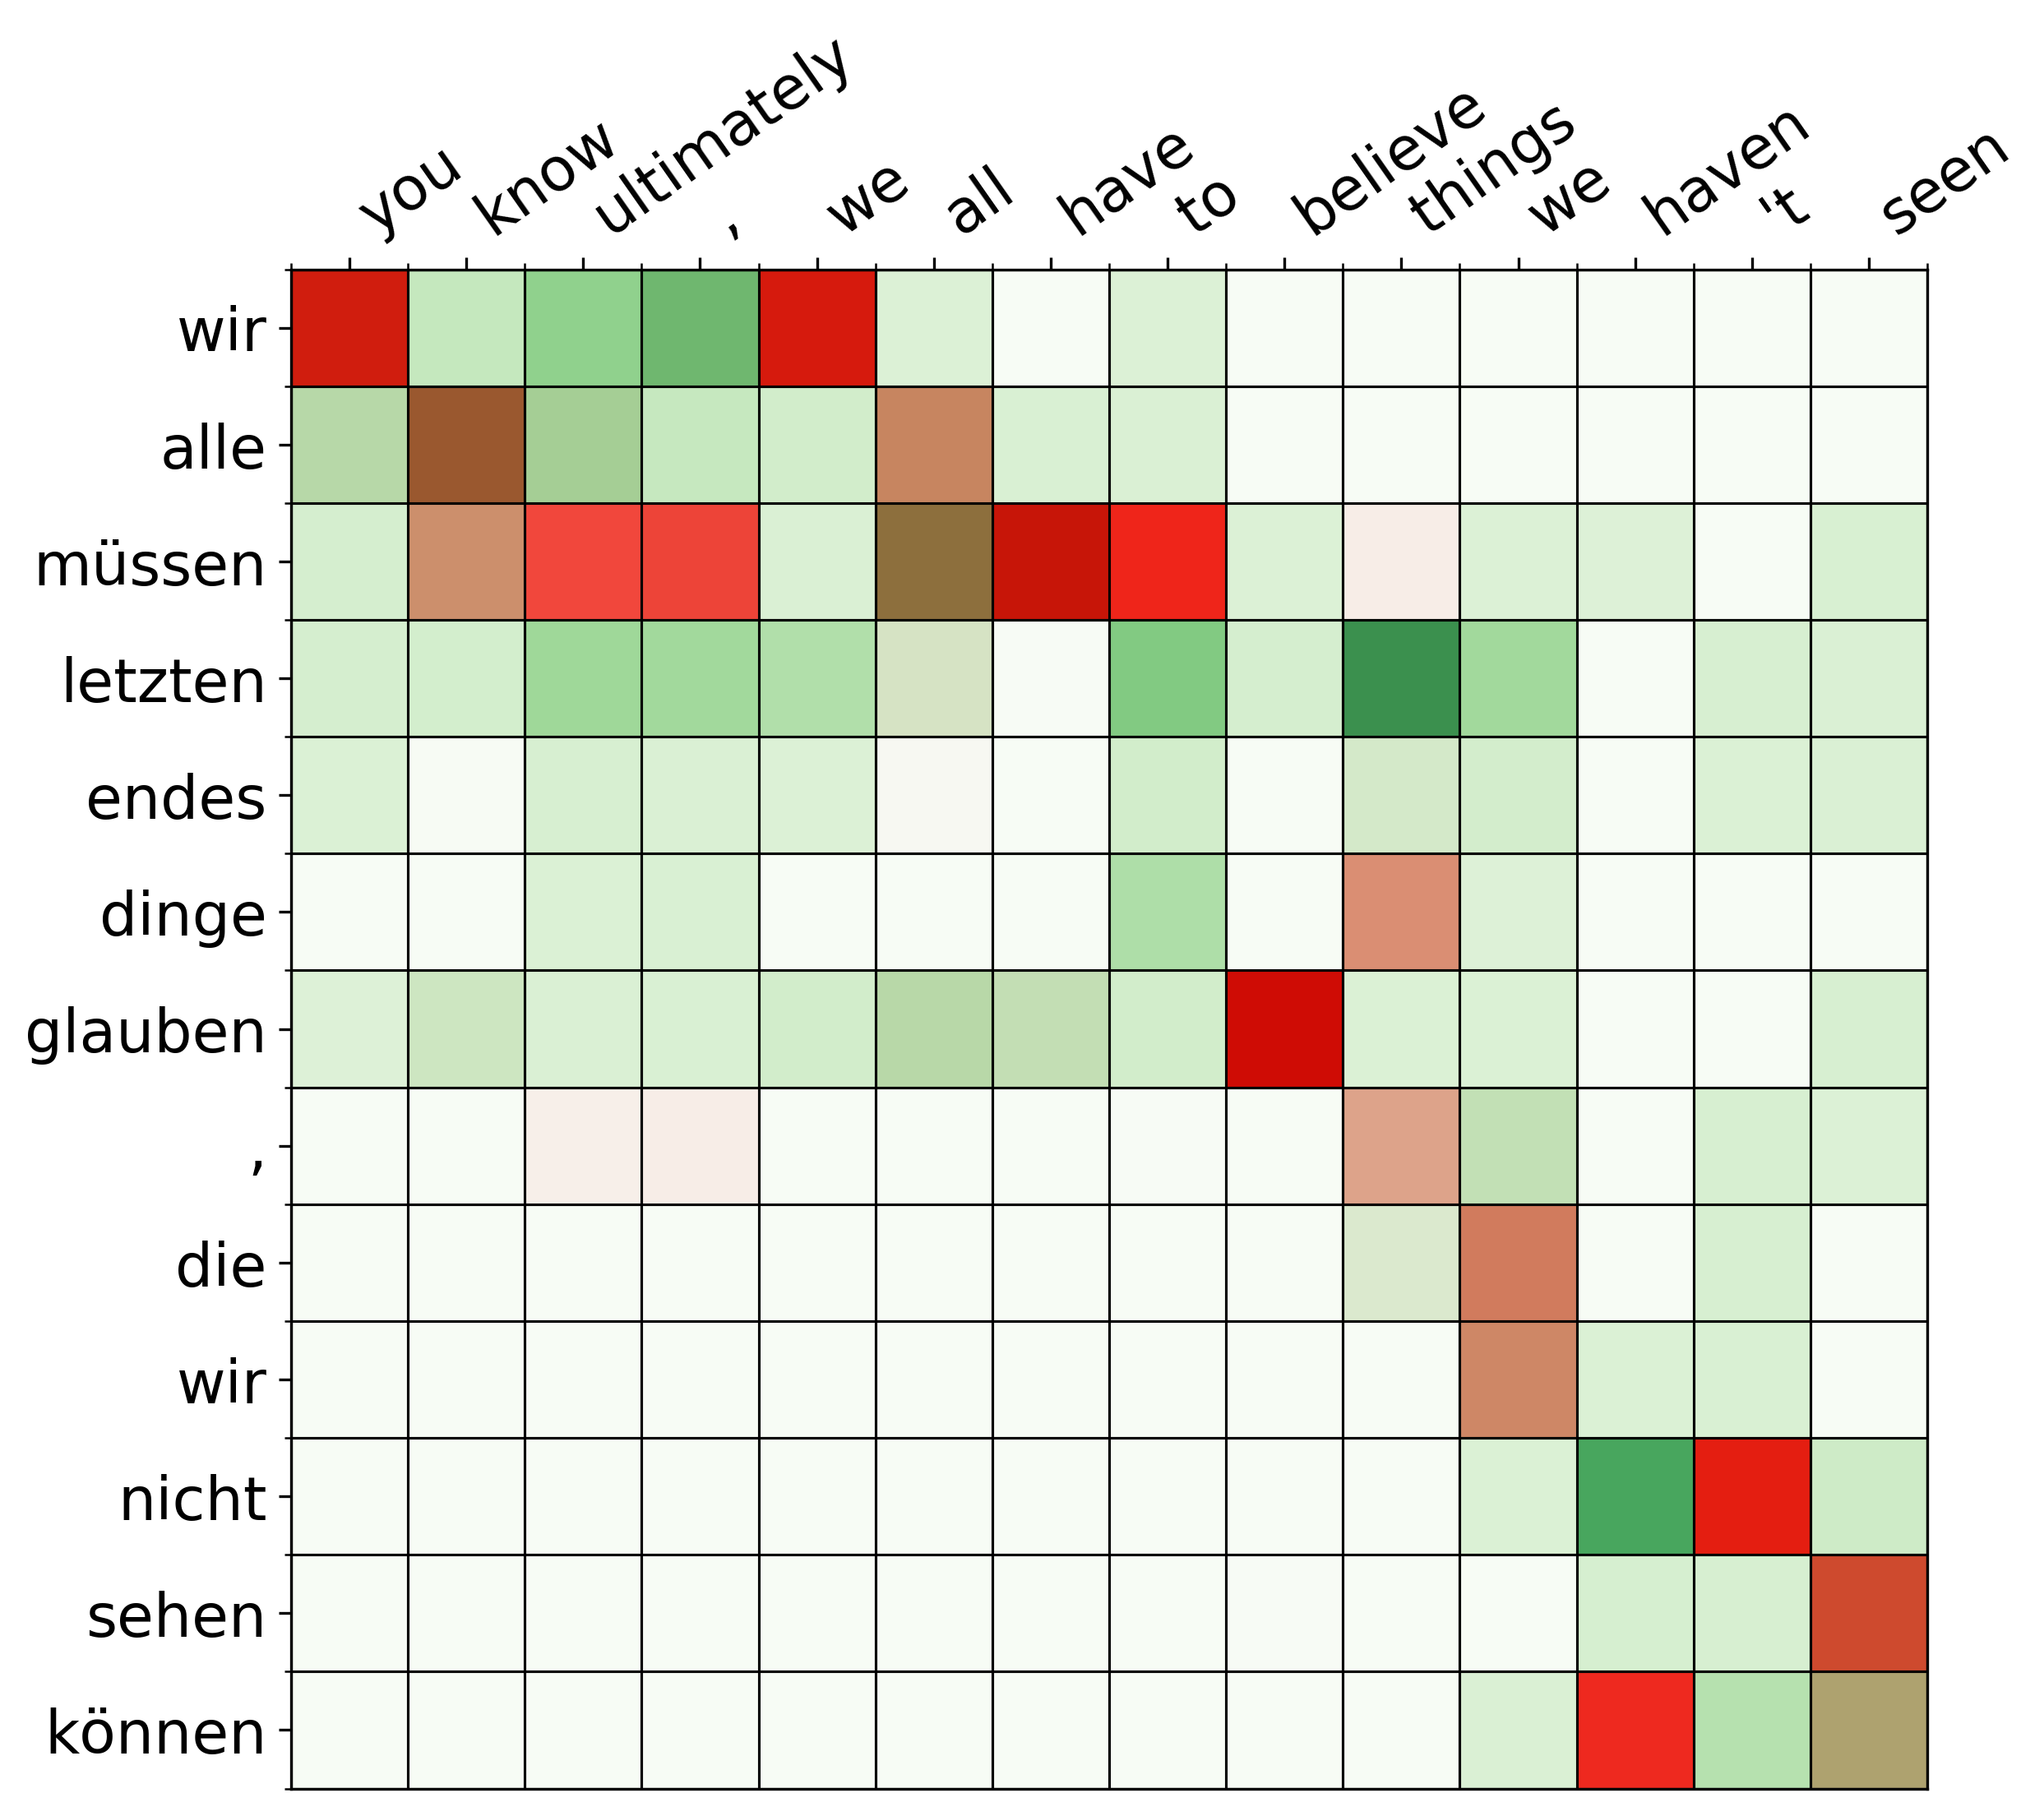 you know ultimately , we all have to believe things we haven 't seen
wir
alle
müssen
letzten
endes
dinge
glauben
,
die
wir
nicht
sehen
können